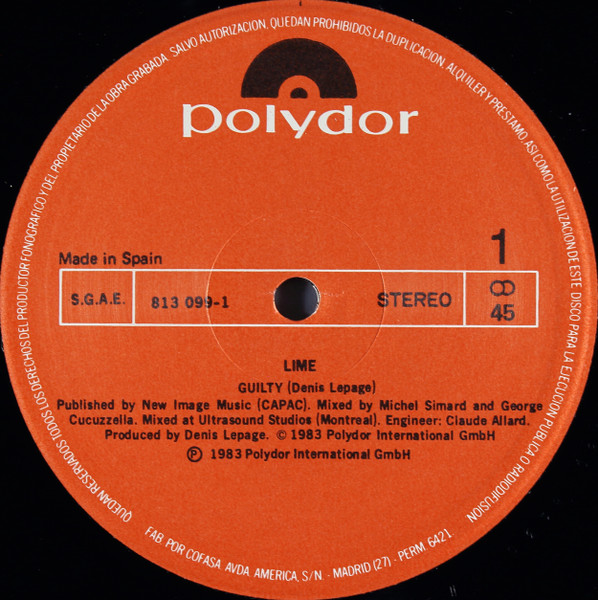 QUEDAN RESERVADOS TODOS LOS DERECHOS DEL PRODUCTOR FONOGRAFICO Y DEL PROPIETARIO DE LA OBRA GRABADA. SALVO AUTORIZACION, QUEDAN PROHIBIDOS LA DUPLICACION, ALQUILER Y PRESTAMO, ASI COMO LA UTILIZACION DE ESTE DISCO PARA LA EJECUCION PUBLICA O RADIODIFUSION
polydor
Made in Spain
1
S.G.A.E.
813 099-1
STEREO
45
LIME
GUILTY (Denis Lepage)
Published by New Image Music (CAPAC). Mixed by Michel Simard and George
Cucuzzella. Mixed at Ultrasound Studios (Montreal). Engineer: Claude Allard.
Produced by Denis Lepage. © 1983 Polydor International GmbH
℗ 1983 Polydor International GmbH
FAB. POR COFASA. AVDA. AMERICA, S/N. - MADRID (27) - PERM. 6421